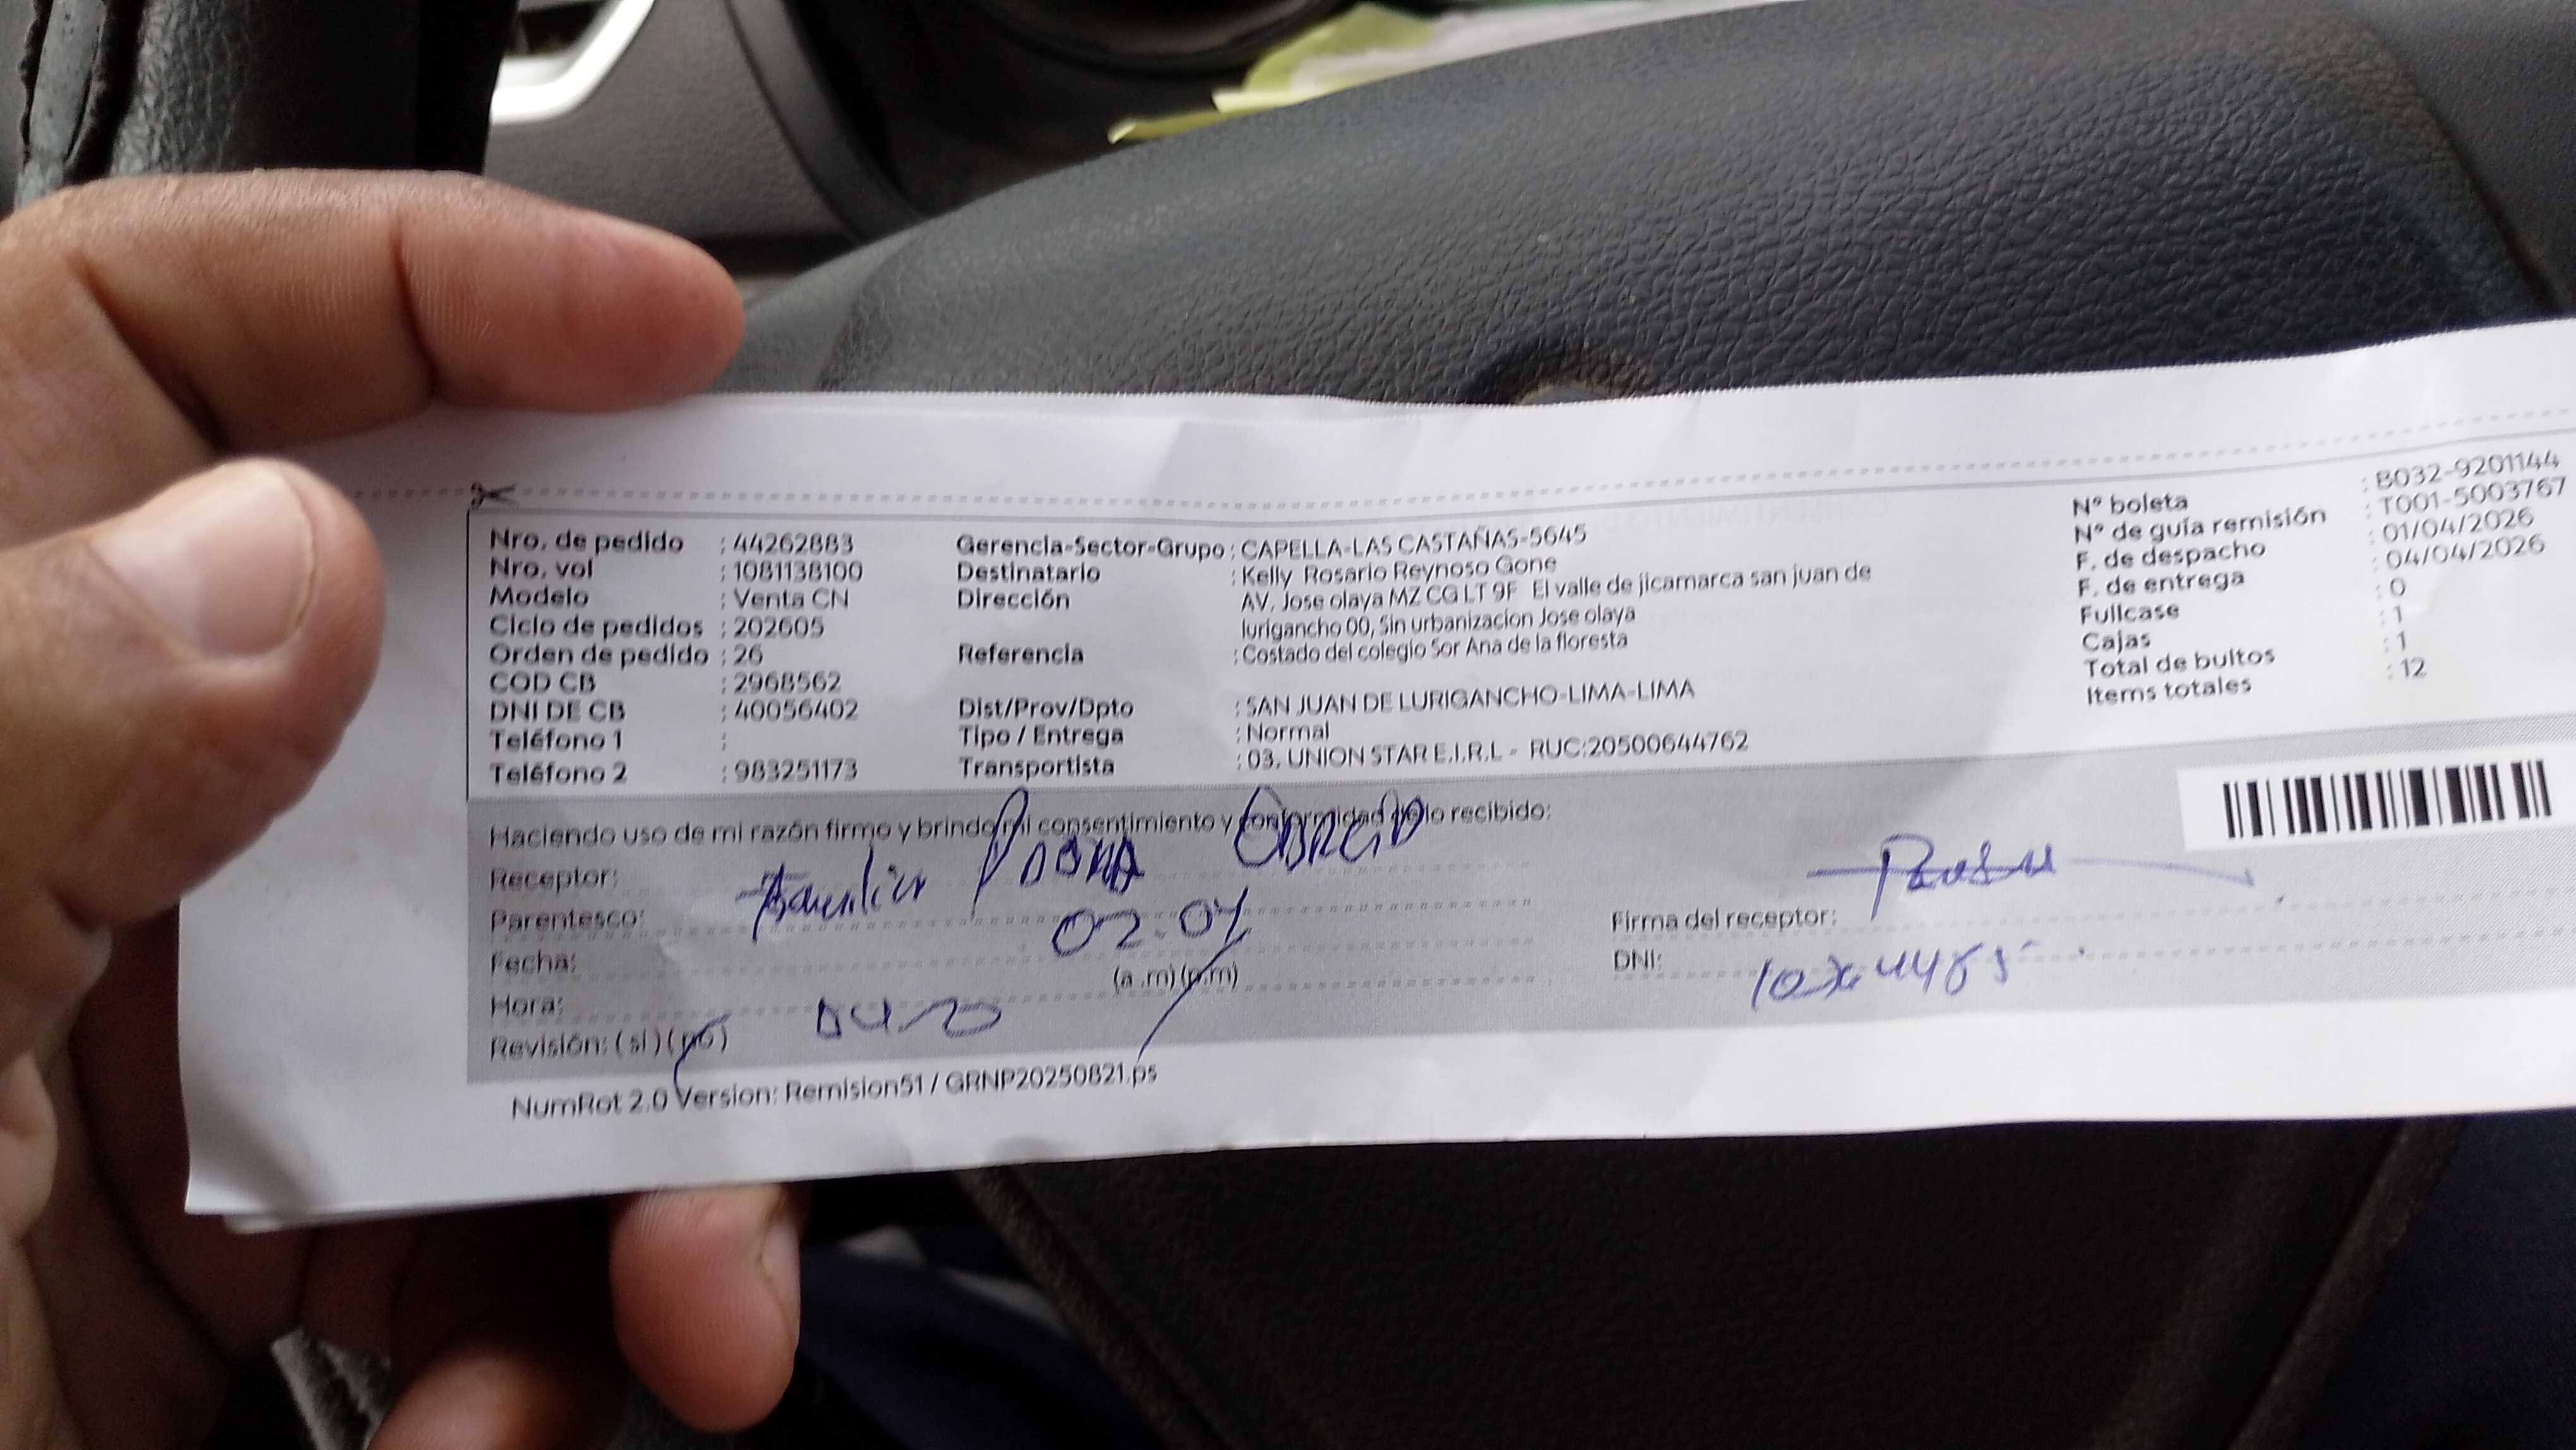 Nro. de pedido : 44262883
Nro. vol : 1081138100
Modelo : Venta CN
Ciclo de pedidos : 202605
Orden de pedido : 26
COD CB : 2968562
DNI DE CB : 40056402
Teléfono 1 :
Teléfono 2 : 983251173
Gerencia-Sector-Grupo : CAPELLA-LAS CASTAÑAS-5645
Destinatario : Kelly Rosario Reynoso Gone
Dirección AV. Jose olaya MZ CG LT 9F El valle de jicamarca san juan de
lurigancho 00, Sin urbanizacion Jose olaya
Referencia : Costado del colegio Sor Ana de la floresta
Dist/Prov/Dpto : SAN JUAN DE LURIGANCHO-LIMA-LIMA
Tipo / Entrega : Normal
Transportista : 03. UNION STAR E.I.R.L - RUC:20500644762
N° boleta : B032-9201144
N° de guía remisión : T001-5003767
F. de despacho : 01/04/2026
F. de entrega : 04/04/2026
Fullcase : 0
Cajas : 1
Total de bultos : 1
Items totales : 12
Haciendo uso de mi razón firmo y brindo mi consentimiento y conformidad de lo recibido:
Receptor:
Parentesco:
Fecha: 02.04
Hora: (a.m)(p.m)
Revisión: (si) (no)
Firma del receptor:
DNI:
NumRot 2.0 Version: Remision51 / GRNP20250821.ps